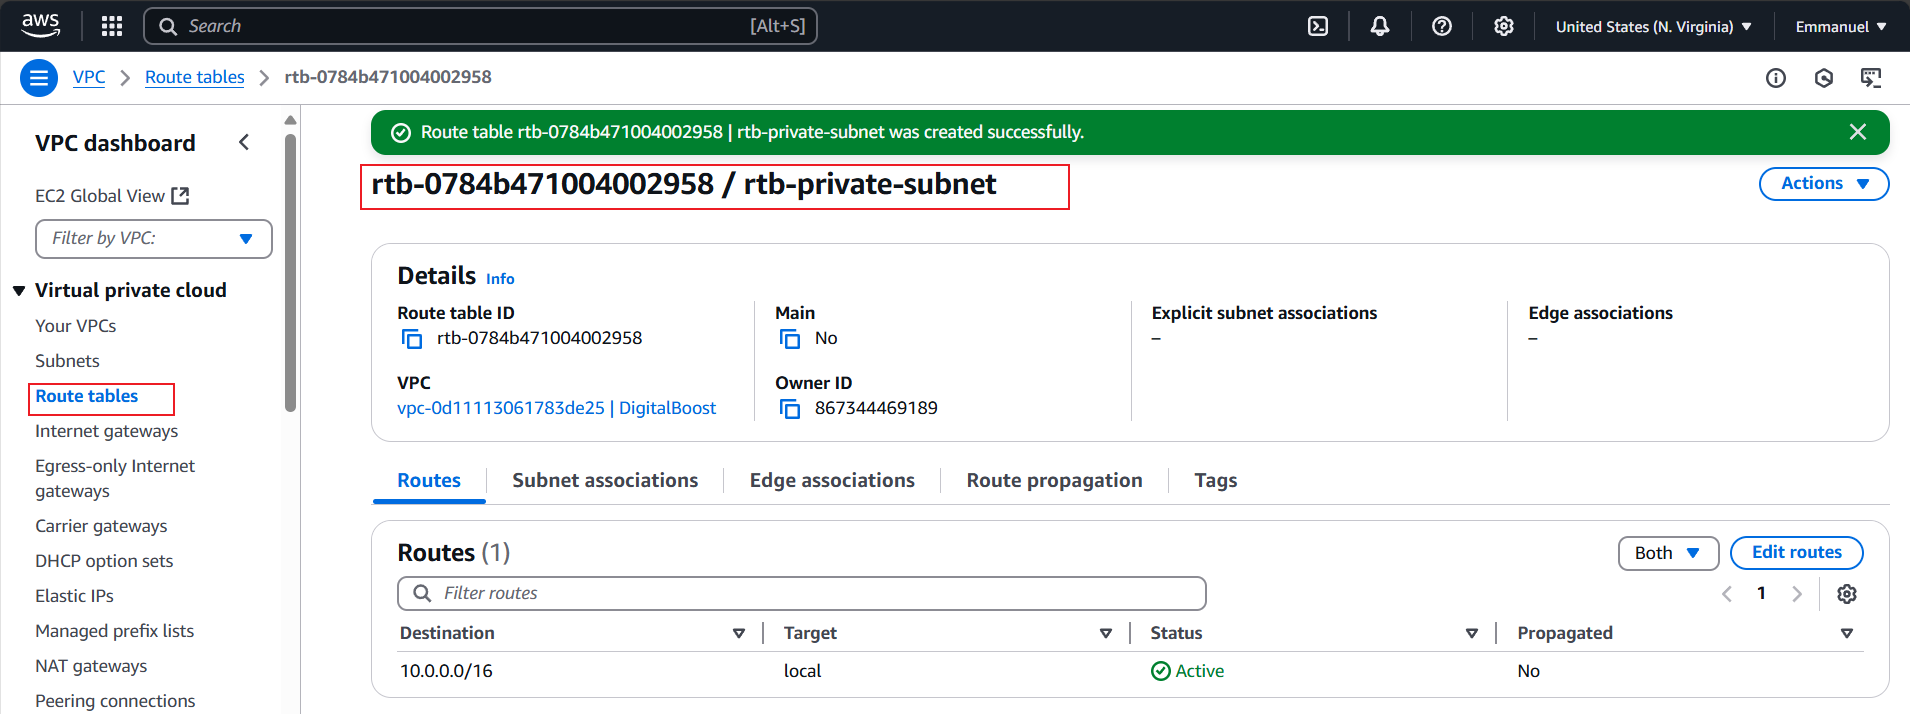 aws
Search [Alt+S]
United States (N. Virginia)
Emmanuel
VPC
Route tables
rtb-0784b471004002958
VPC dashboard
EC2 Global View
Filter by VPC:
Virtual private cloud
Your VPCs
Subnets
Route tables
Internet gateways
Egress-only Internet
gateways
Carrier gateways
DHCP option sets
Elastic IPs
Managed prefix lists
NAT gateways
Peering connections
Route table rtb-0784b471004002958 | rtb-private-subnet was created successfully.
rtb-0784b471004002958 / rtb-private-subnet
Actions
Details Info
Route table ID
rtb-0784b471004002958
Main
No
Explicit subnet associations
–
Edge associations
–
VPC
vpc-0d11113061783de25 | DigitalBoost
Owner ID
867344469189
Routes
Subnet associations
Edge associations
Route propagation
Tags
Routes (1)
Both
Edit routes
Filter routes
1
Destination Target Status Propagated
10.0.0.0/16 local Active No